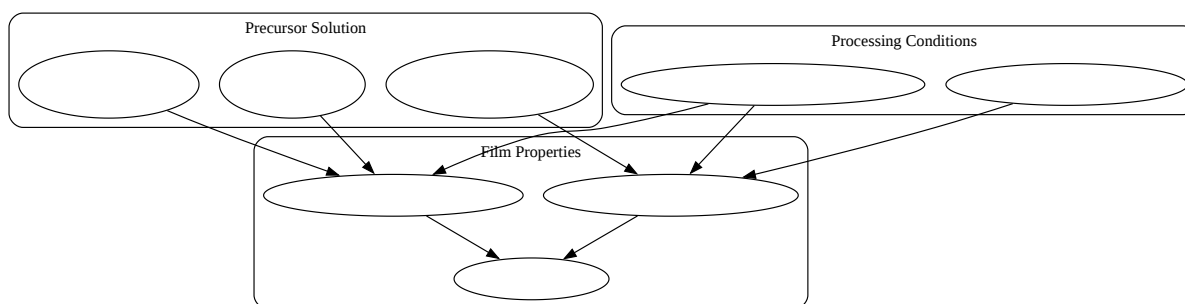 Precursor Solution
Processing Conditions
Film Properties